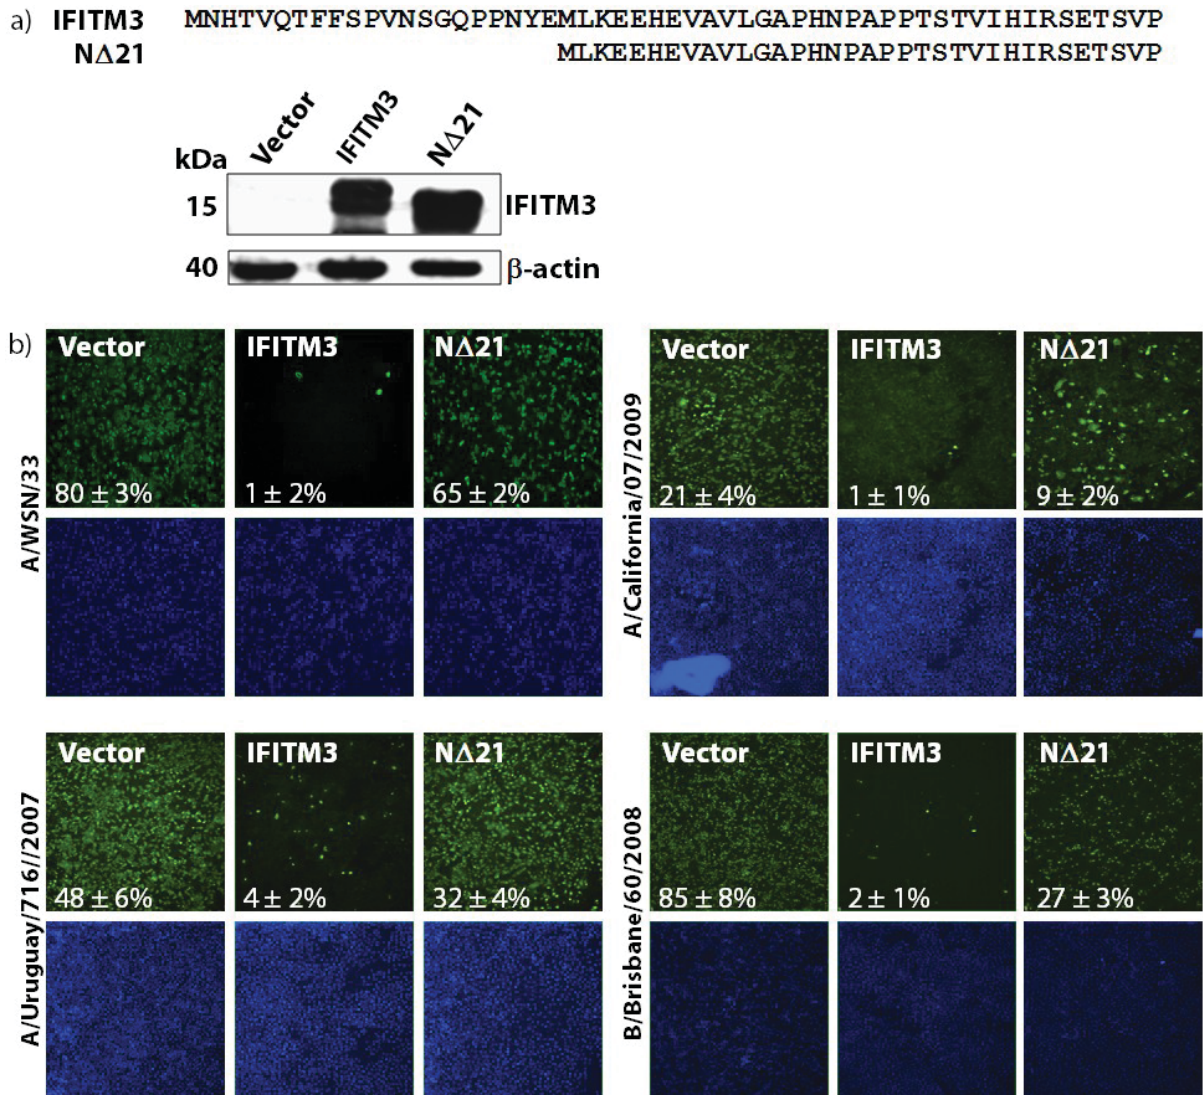 a) IFITM3 MNHTVQTFFSPVNSGQPPNYEMLKEEHEVAVLGAPHNPAPPTSTVIHIRSETSVP
NΔ21 MLKEEHEVAVLGAPHNPAPPTSTVIHIRSETSVP
Vector IFITM3 NΔ21
kDa
15 IFITM3
40 β-actin
b)
A/WSN/33
Vector IFITM3 NΔ21
80 ± 3% 1 ± 2% 65 ± 2%
A/California/07/2009
Vector IFITM3 NΔ21
21 ± 4% 1 ± 1% 9 ± 2%
A/Uruguay/716//2007
Vector IFITM3 NΔ21
48 ± 6% 4 ± 2% 32 ± 4%
B/Brisbane/60/2008
Vector IFITM3 NΔ21
85 ± 8% 2 ± 1% 27 ± 3%